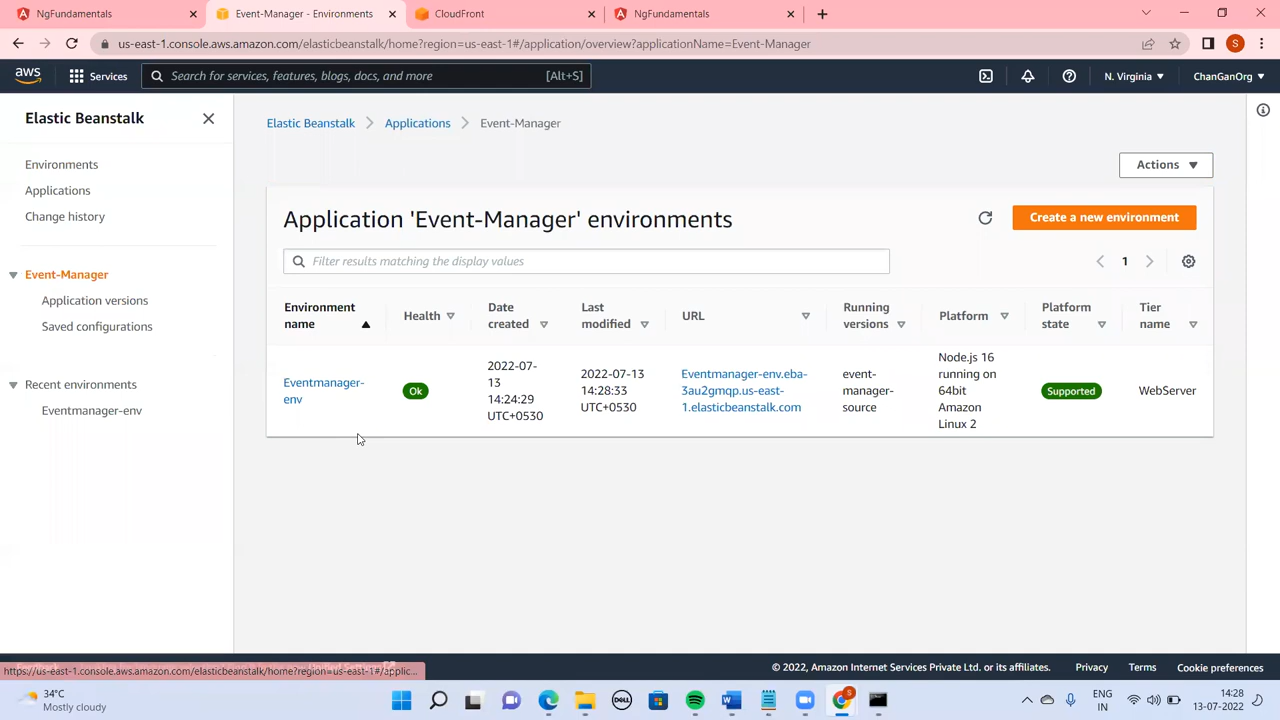 NgFundamentals
Event-Manager - Environments
CloudFront
NgFundamentals
us-east-1.console.aws.amazon.com/elasticbeanstalk/home?region=us-east-1#/application/overview?applicationName=Event-Manager
S
aws
Services
Search for services, features, blogs, docs, and more
[Alt+S]
N. Virginia
ChanGanOrg
Elastic Beanstalk
Environments
Applications
Change history
Event-Manager
Application versions
Saved configurations
Recent environments
Eventmanager-env
Elastic Beanstalk
Applications
Event-Manager
Actions
Application 'Event-Manager' environments
Create a new environment
Filter results matching the display values
1
Environment
name
Health
Date
created
Last
modified
URL
Running
versions
Platform
Platform
state
Tier
name
Eventmanager-
env
Ok
2022-07-
13
14:24:29
UTC+0530
2022-07-13
14:28:33
UTC+0530
Eventmanager-env.eba-
3au2gmqp.us-east-
1.elasticbeanstalk.com
event-
manager-
source
Node.js 16
running on
64bit
Amazon
Linux 2
Supported
WebServer
https://us-east-1.console.aws.amazon.com/elasticbeanstalk/home?region=us-east-1#/applic...
© 2022, Amazon Internet Services Private Ltd. or its affiliates.
Privacy
Terms
Cookie preferences
34°C
Mostly cloudy
DELL
S
ENG
IN
14:28
13-07-2022